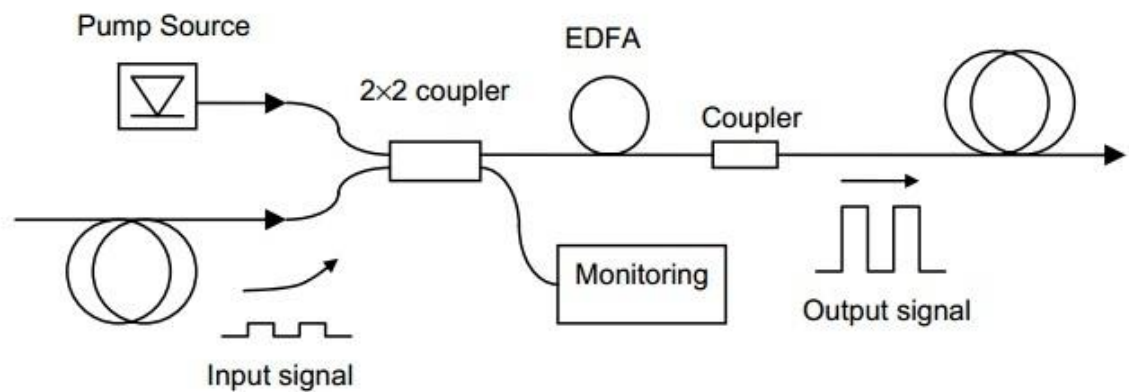 Pump Source
EDFA
2×2 coupler
Coupler
Monitoring
Output signal
Input signal